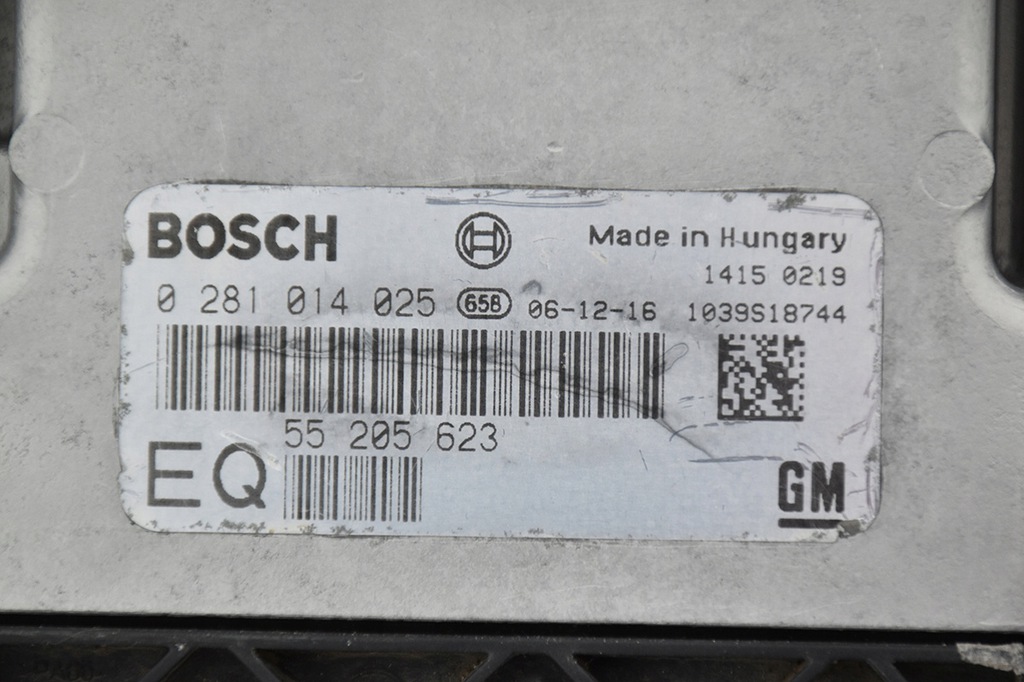 BOSCH
Made in Hungary
1415 0219
0 281 014 025 65B 06-12-16 1039S18744
55 205 623
EQ
GM